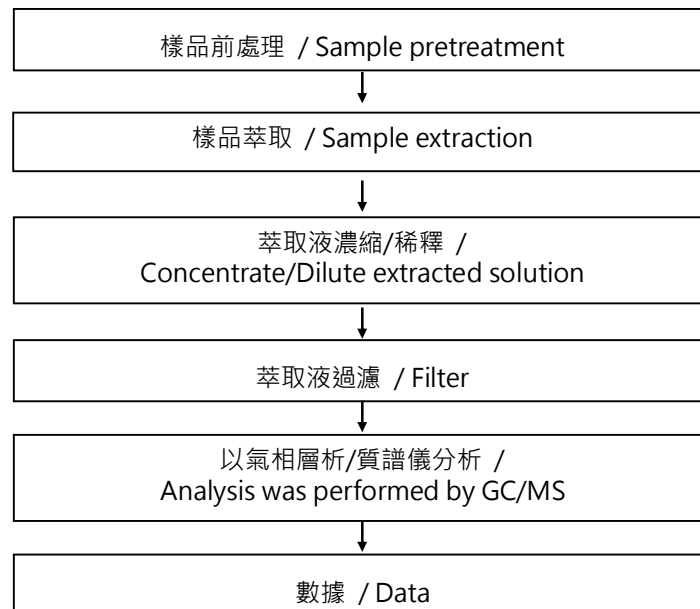 樣品前處理 / Sample pretreatment
樣品萃取 / Sample extraction
萃取液濃縮/稀釋 /
Concentrate/Dilute extracted solution
萃取液過濾 / Filter
以氣相層析/質譜儀分析 /
Analysis was performed by GC/MS
數據 / Data